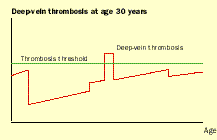 Deep-vein thrombosis at age 30 years
Deep-vein thrombosis
Thrombosis threshold
Age